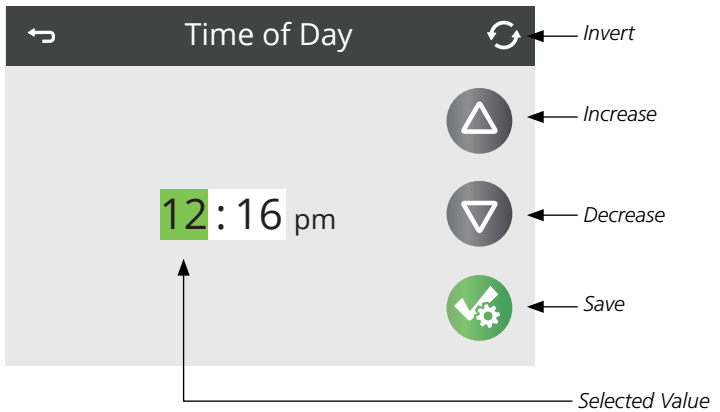 Time of Day
Invert
Increase
12 : 16 pm
Decrease
Save
Selected Value